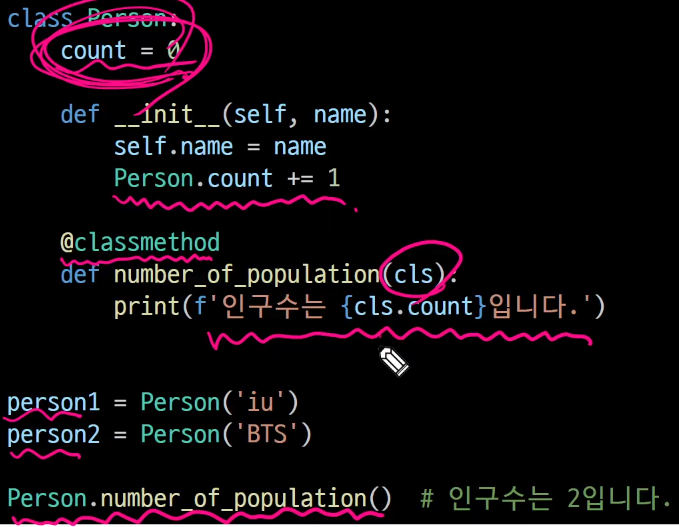 class Person:
    count = 0
    def __init__(self, name):
        self.name = name
        Person.count += 1
    @classmethod
    def number_of_population(cls):
        print(f'인구수는 {cls.count}입니다.')
person1 = Person('iu')
person2 = Person('BTS')
Person.number_of_population()  # 인구수는 2입니다.